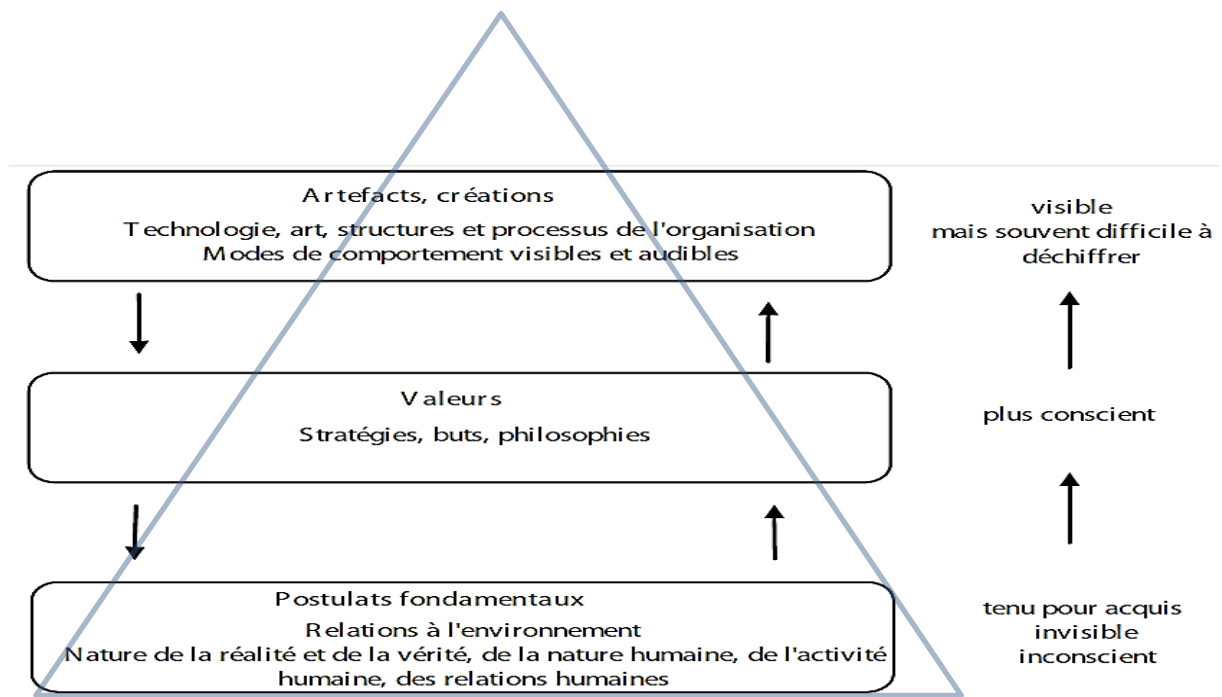 Artefacts, créations
Technologie, art, structures et processus de l'organisation
Modes de comportement visibles et audibles
visible
mais souvent difficile à
déchiffrer
Valeurs
Stratégies, buts, philosophies
plus conscient
Postulats fondamentaux
Relations à l'environnement
Nature de la réalité et de la vérité, de la nature humaine, de l'activité
humaine, des relations humaines
tenu pour acquis
invisible
inconscient